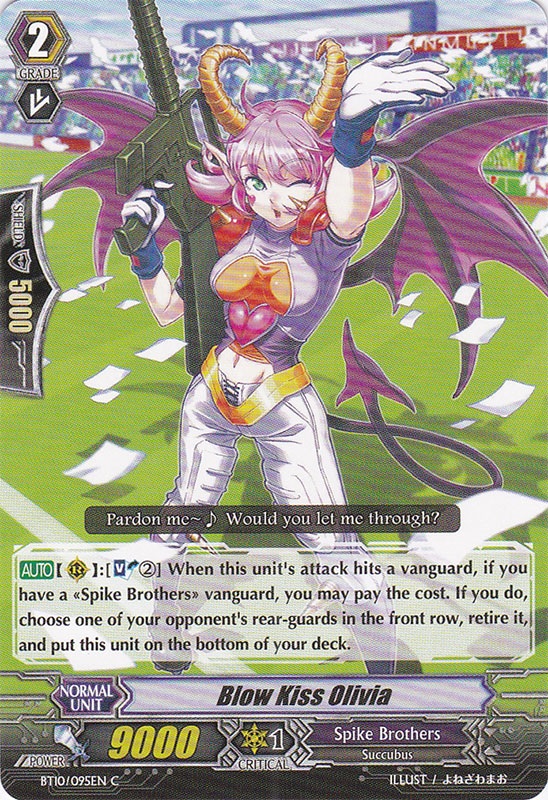 2
GRADE
SHIELD
5000
Pardon me~♪ Would you let me through?
AUTO【 】:[V ②] When this unit's attack hits a vanguard, if you
have a «Spike Brothers» vanguard, you may pay the cost. If you do,
choose one of your opponent's rear-guards in the front row, retire it,
and put this unit on the bottom of your deck.
NORMAL
UNIT
Blow Kiss Olivia
POWER
9000
1
CRITICAL
Spike Brothers
Succubus
BT10/095EN C
ILLUST / よねざわまお